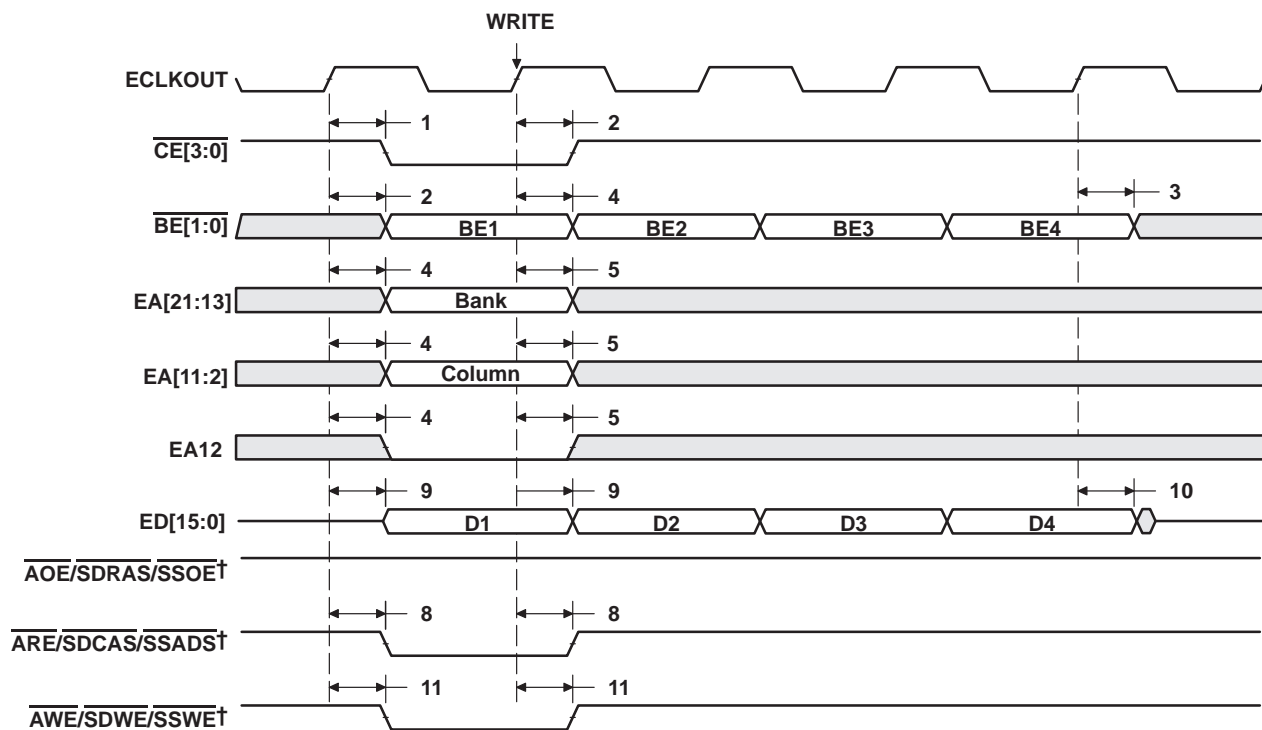 WRITE
ECLKOUT
1 2
CE[3:0]
2 4 3
BE[1:0] BE1 BE2 BE3 BE4
4 5
EA[21:13] Bank
4 5
EA[11:2] Column
4 5
EA12
9 9 10
ED[15:0] D1 D2 D3 D4
AOE/SDRAS/SSOE†
8 8
ARE/SDCAS/SSADS†
11 11
AWE/SDWE/SSWE†